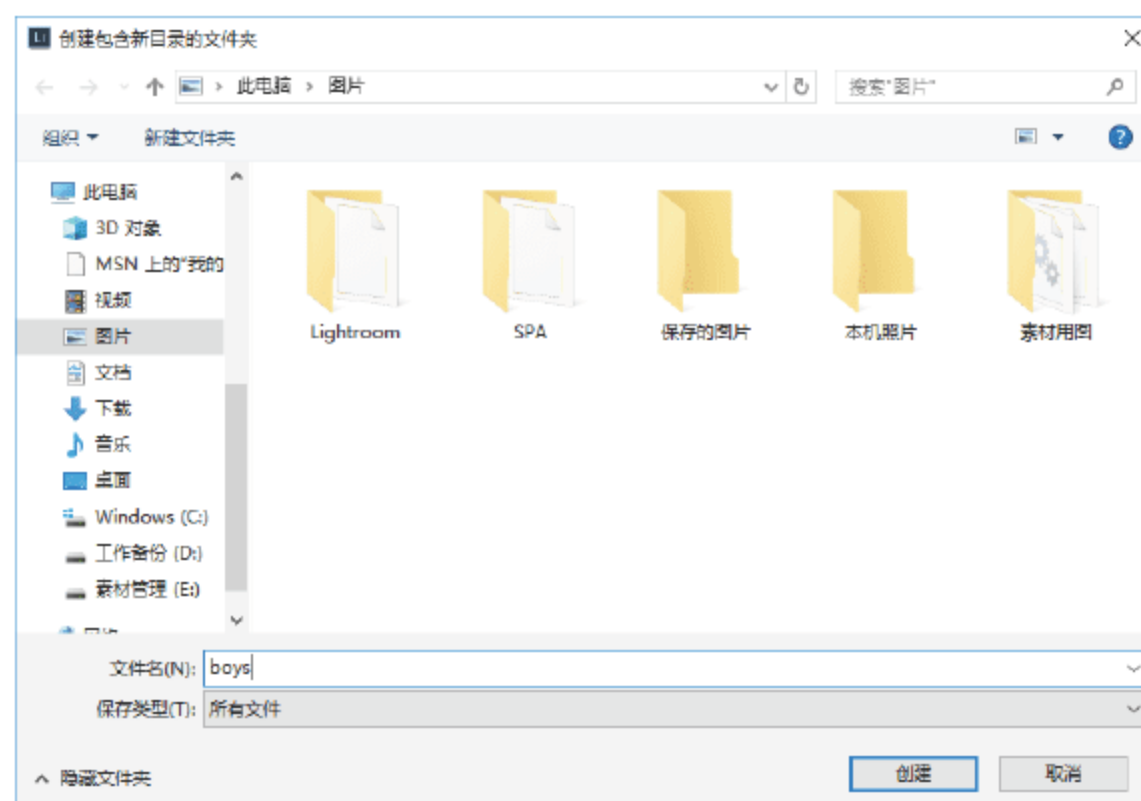 创建包含新目录的文件夹
此电脑 › 图片
搜索"图片"
组织
新建文件夹
此电脑
3D 对象
MSN 上的"我的
视频
图片
文档
下载
音乐
桌面
Windows (C:)
工作备份 (D:)
素材管理 (E:)
Lightroom
SPA
保存的图片
本机照片
素材用图
文件名(N): boys
保存类型(T): 所有文件
隐藏文件夹
创建
取消